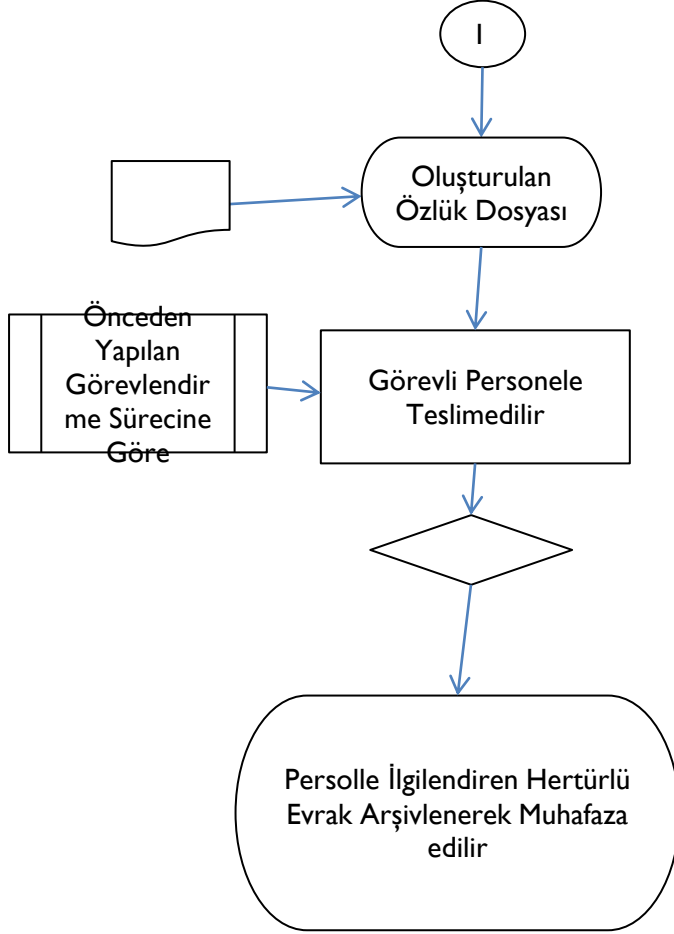 1
Oluşturulan
Özlük Dosyası
Önceden
Yapılan
Görevlendir
me Sürecine
Göre
Görevli Personele
Teslimedilir
Persolle İlgilendiren Hertürlü
Evrak Arşivlenerek Muhafaza
edilir